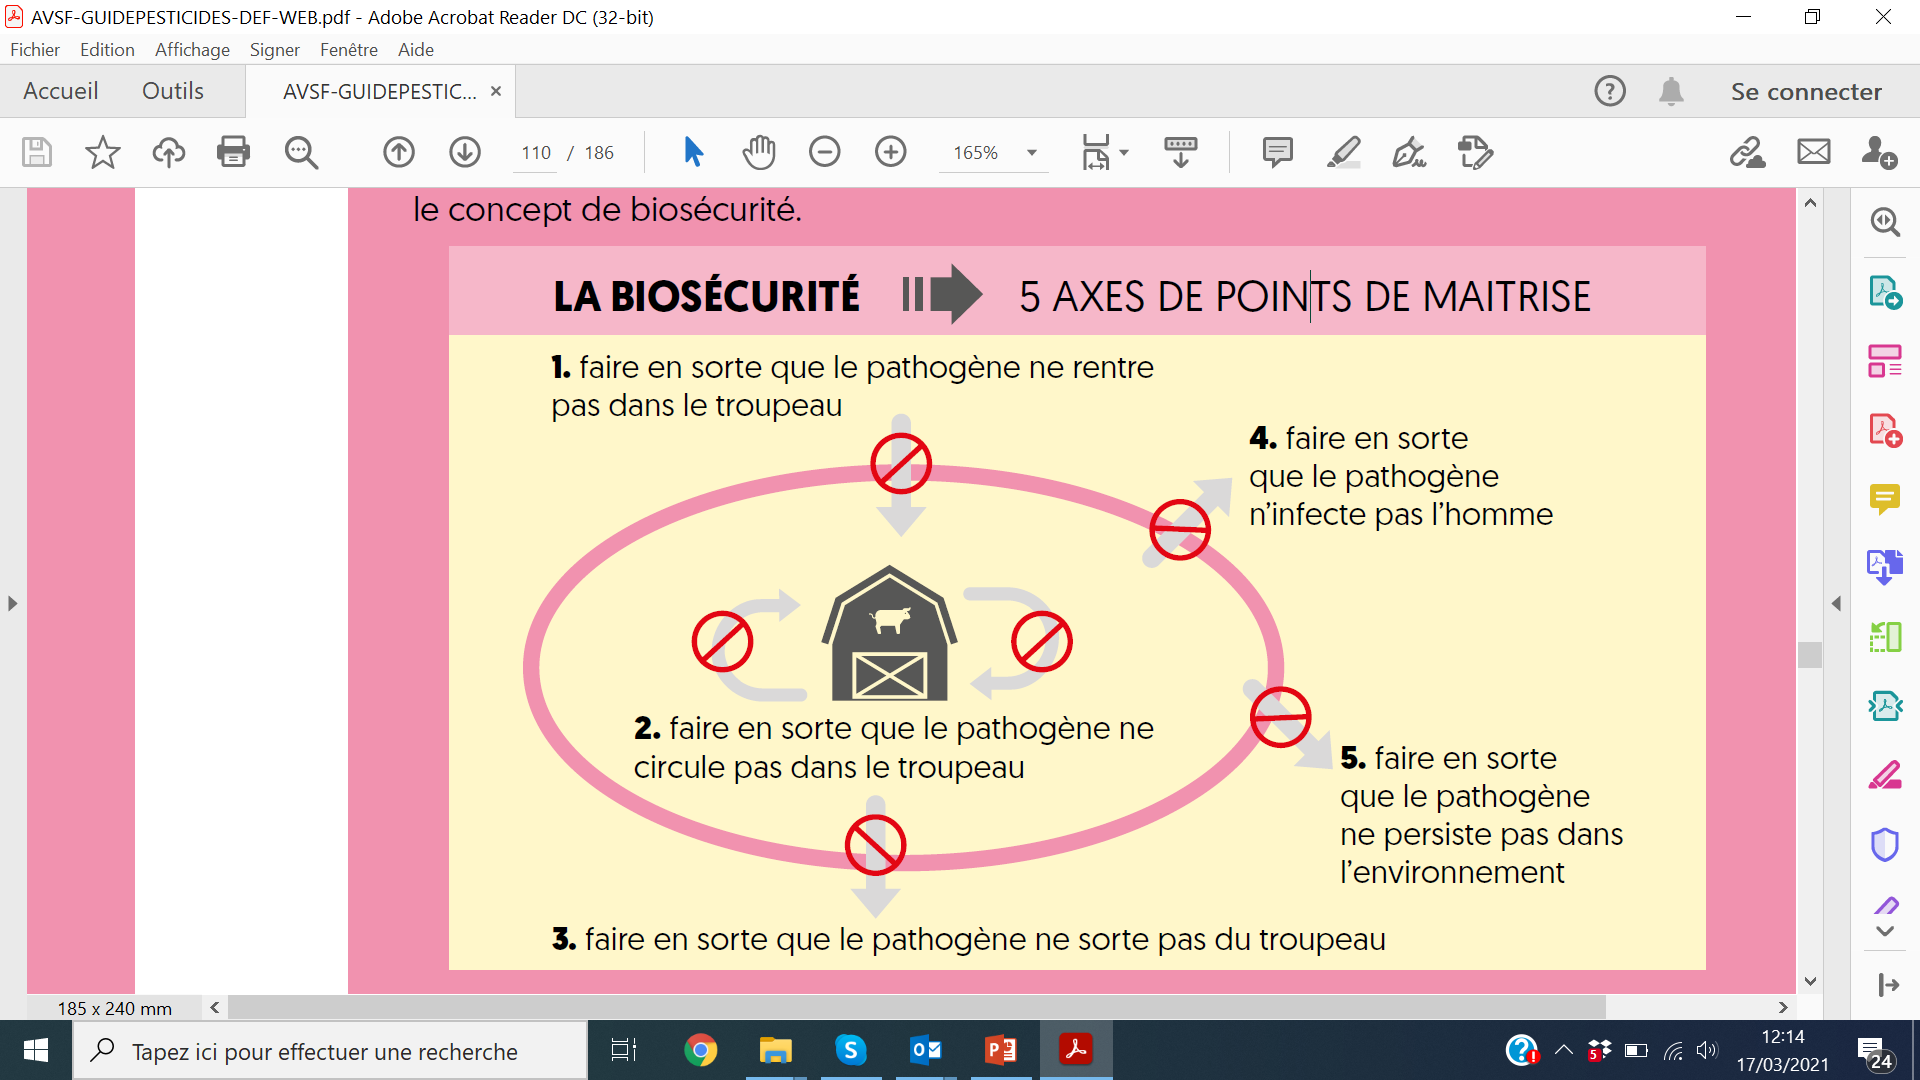 AVSF-GUIDEPESTICIDES-DEF-WEB.pdf - Adobe Acrobat Reader DC (32-bit)
Fichier Edition Affichage Signer Fenêtre Aide
Accueil Outils AVSF-GUIDEPESTIC... × Se connecter
110 / 186 165%
le concept de biosécurité.
LA BIOSÉCURITÉ 5 AXES DE POINTS DE MAITRISE
1. faire en sorte que le pathogène ne rentre
pas dans le troupeau
4. faire en sorte
que le pathogène
n'infecte pas l'homme
2. faire en sorte que le pathogène ne
circule pas dans le troupeau
5. faire en sorte
que le pathogène
ne persiste pas dans
l'environnement
3. faire en sorte que le pathogène ne sorte pas du troupeau
185 x 240 mm
Tapez ici pour effectuer une recherche
5
12:14
17/03/2021
24